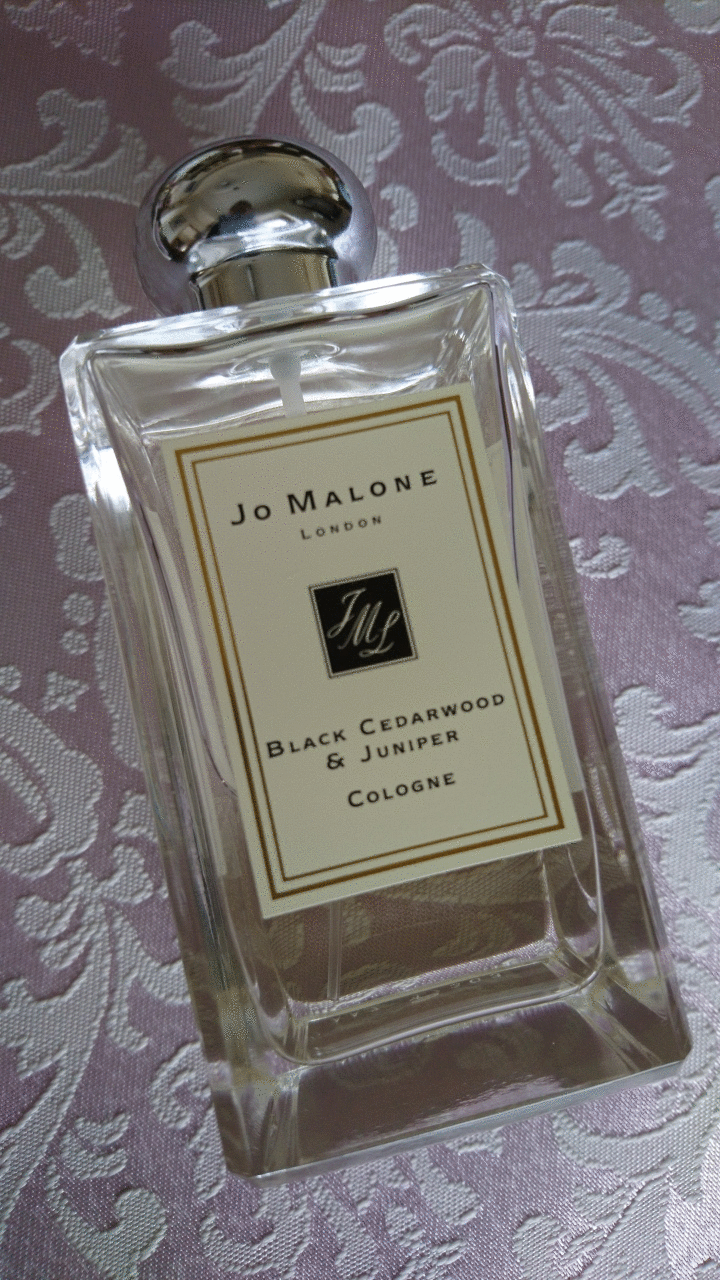 Jo Malone
London
JML
Black Cedarwood
& Juniper
Cologne